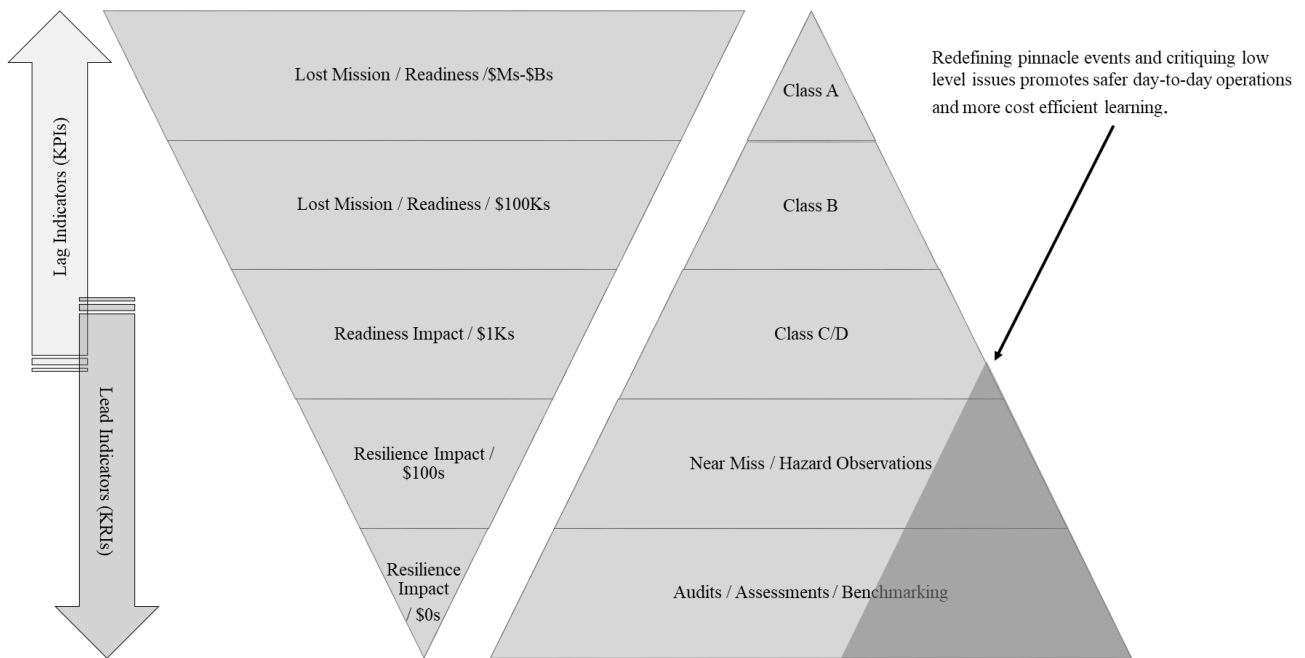 Lag Indicators (KPIs)
Lead Indicators (KRIs)
Lost Mission / Readiness /$Ms-$Bs
Lost Mission / Readiness / $100Ks
Readiness Impact / $1Ks
Resilience Impact /
$100s
Resilience
Impact
/ $0s
Class A
Class B
Class C/D
Near Miss / Hazard Observations
Audits / Assessments / Benchmarking
Redefining pinnacle events and critiquing low
level issues promotes safer day-to-day operations
and more cost efficient learning.